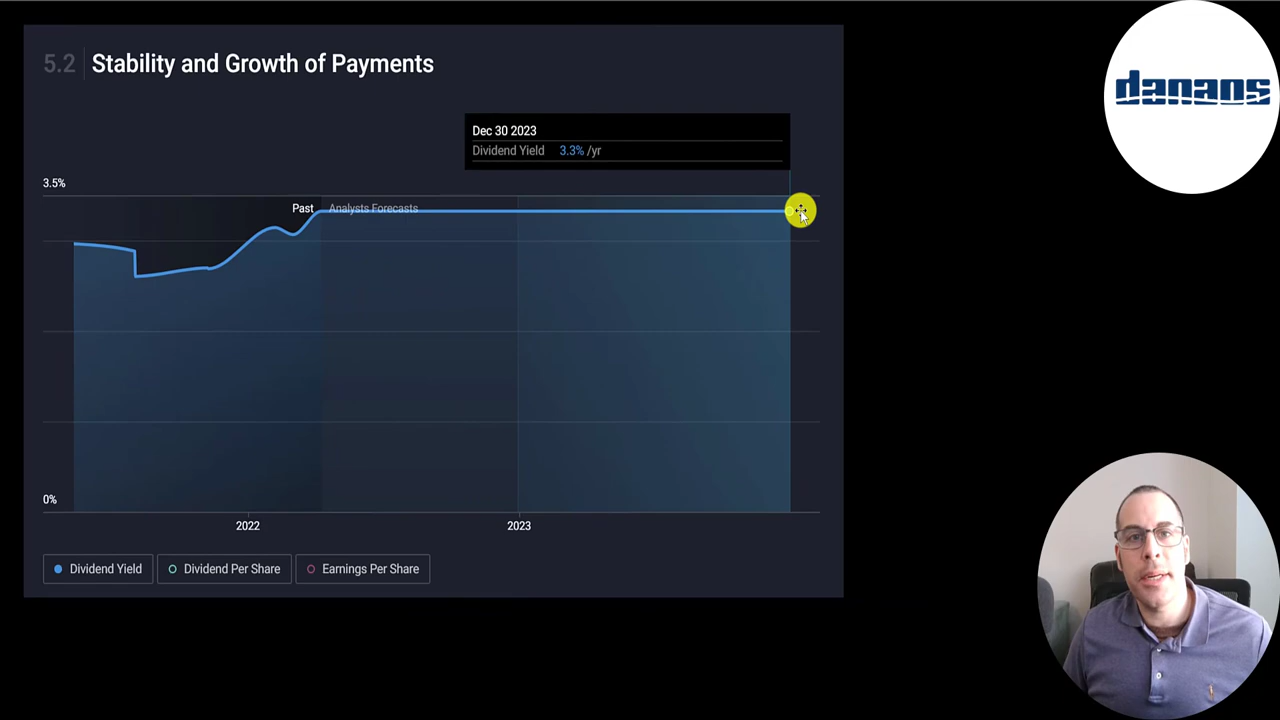 5.2 Stability and Growth of Payments
danaos
Dec 30 2023
Dividend Yield 3.3% /yr
3.5%
Past Analysts Forecasts
0%
2022 2023
Dividend Yield Dividend Per Share Earnings Per Share